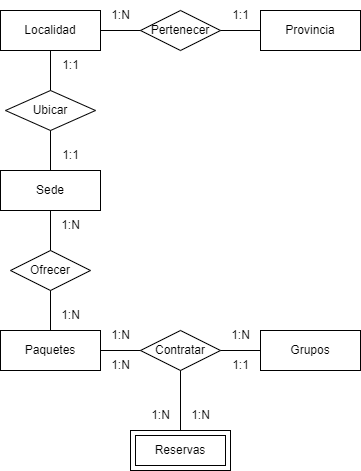 Localidad
1:N
Pertenecer
1:1
Provincia
1:1
Ubicar
1:1
Sede
1:N
Ofrecer
1:N
Paquetes
1:N
1:N
Contratar
1:N
1:1
Grupos
1:N
1:N
Reservas